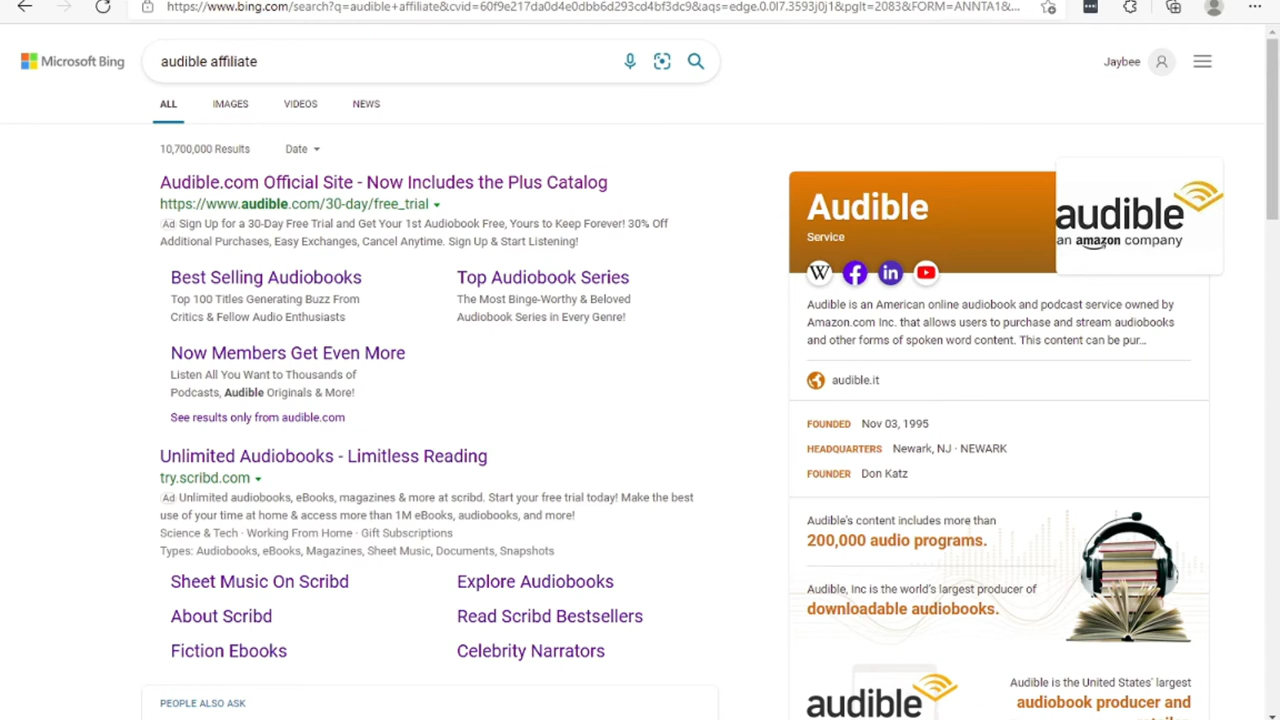 https://www.bing.com/search?q=audible+affiliate&cvid=60f9e217da0d4e0dbb6d293cd4bf3dc9&aqs=edge.0.0l7.3593j0j1&pglt=2083&FORM=ANNTA1&...
Microsoft Bing
audible affiliate
Jaybee
ALL
IMAGES
VIDEOS
NEWS
10,700,000 Results
Date
Audible.com Official Site - Now Includes the Plus Catalog
https://www.audible.com/30-day/free_trial
Ad Sign Up for a 30-Day Free Trial and Get Your 1st Audiobook Free, Yours to Keep Forever! 30% Off
Additional Purchases, Easy Exchanges, Cancel Anytime. Sign Up & Start Listening!
Best Selling Audiobooks
Top 100 Titles Generating Buzz From
Critics & Fellow Audio Enthusiasts
Top Audiobook Series
The Most Binge-Worthy & Beloved
Audiobook Series in Every Genre!
Now Members Get Even More
Listen All You Want to Thousands of
Podcasts, Audible Originals & More!
See results only from audible.com
Unlimited Audiobooks - Limitless Reading
try.scribd.com
Ad Unlimited audiobooks, eBooks, magazines & more at scribd. Start your free trial today! Make the best
use of your time at home & access more than 1M eBooks, audiobooks, and more!
Science & Tech · Working From Home · Gift Subscriptions
Types: Audiobooks, eBooks, Magazines, Sheet Music, Documents, Snapshots
Sheet Music On Scribd
Explore Audiobooks
About Scribd
Read Scribd Bestsellers
Fiction Ebooks
Celebrity Narrators
PEOPLE ALSO ASK
Audible
Service
audible
an amazon company
W
f
in
Audible is an American online audiobook and podcast service owned by
Amazon.com Inc. that allows users to purchase and stream audiobooks
and other forms of spoken word content. This content can be pur...
audible.it
FOUNDED Nov 03, 1995
HEADQUARTERS Newark, NJ · NEWARK
FOUNDER Don Katz
Audible's content includes more than
200,000 audio programs.
Audible, Inc is the world's largest producer of
downloadable audiobooks.
audible
Audible is the United States' largest
audiobook producer and